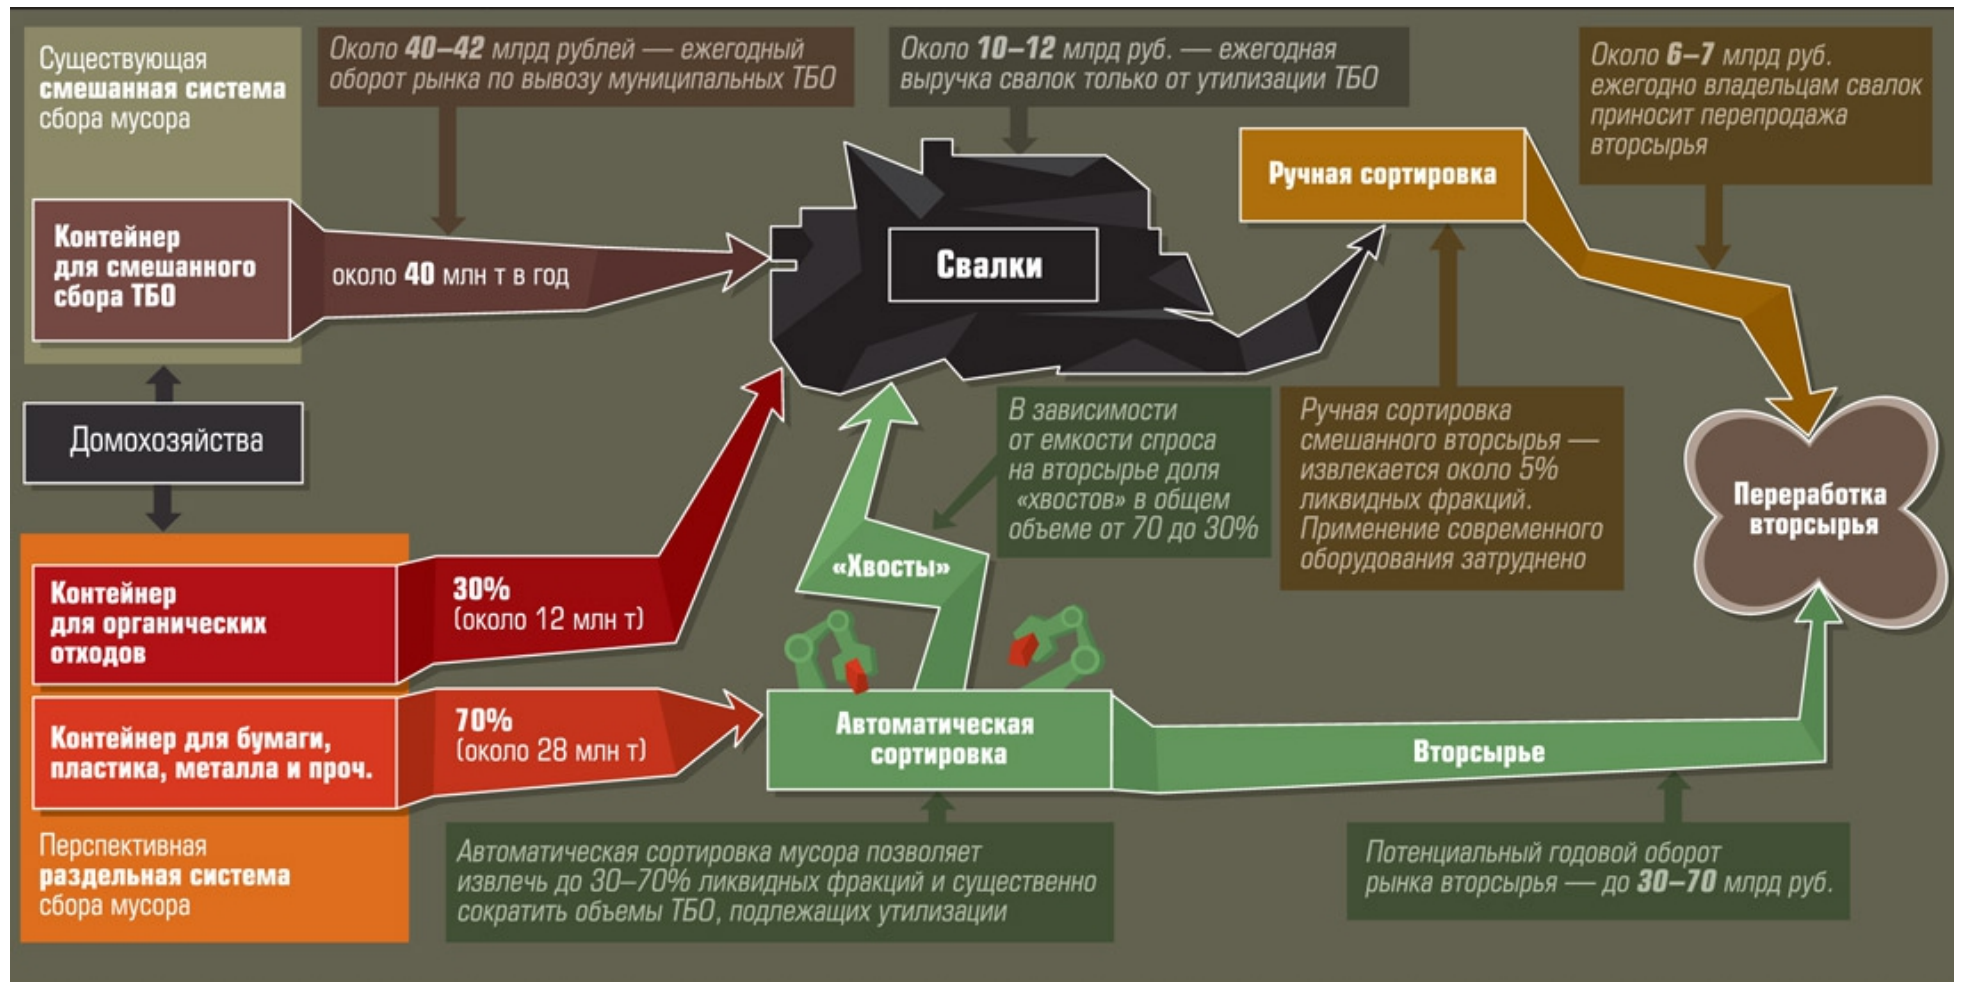 Существующая
смешанная система
сбора мусора
Около 40–42 млрд рублей — ежегодный
оборот рынка по вывозу муниципальных ТБО
Около 10–12 млрд руб. — ежегодная
выручка свалок только от утилизации ТБО
Около 6–7 млрд руб.
ежегодно владельцам свалок
приносит перепродажа
вторсырья
Контейнер
для смешанного
сбора ТБО
около 40 млн т в год
Свалки
Ручная сортировка
Домохозяйства
В зависимости
от емкости спроса
на вторсырье доля
«хвостов» в общем
объеме от 70 до 30%
Ручная сортировка
смешанного вторсырья —
извлекается около 5%
ликвидных фракций.
Применение современного
оборудования затруднено
Переработка
вторсырья
Контейнер
для органических
отходов
30%
(около 12 млн т)
«Хвосты»
Контейнер для бумаги,
пластика, металла и проч.
70%
(около 28 млн т)
Автоматическая
сортировка
Вторсырье
Перспективная
раздельная система
сбора мусора
Автоматическая сортировка мусора позволяет
извлечь до 30–70% ликвидных фракций и существенно
сократить объемы ТБО, подлежащих утилизации
Потенциальный годовой оборот
рынка вторсырья — до 30–70 млрд руб.